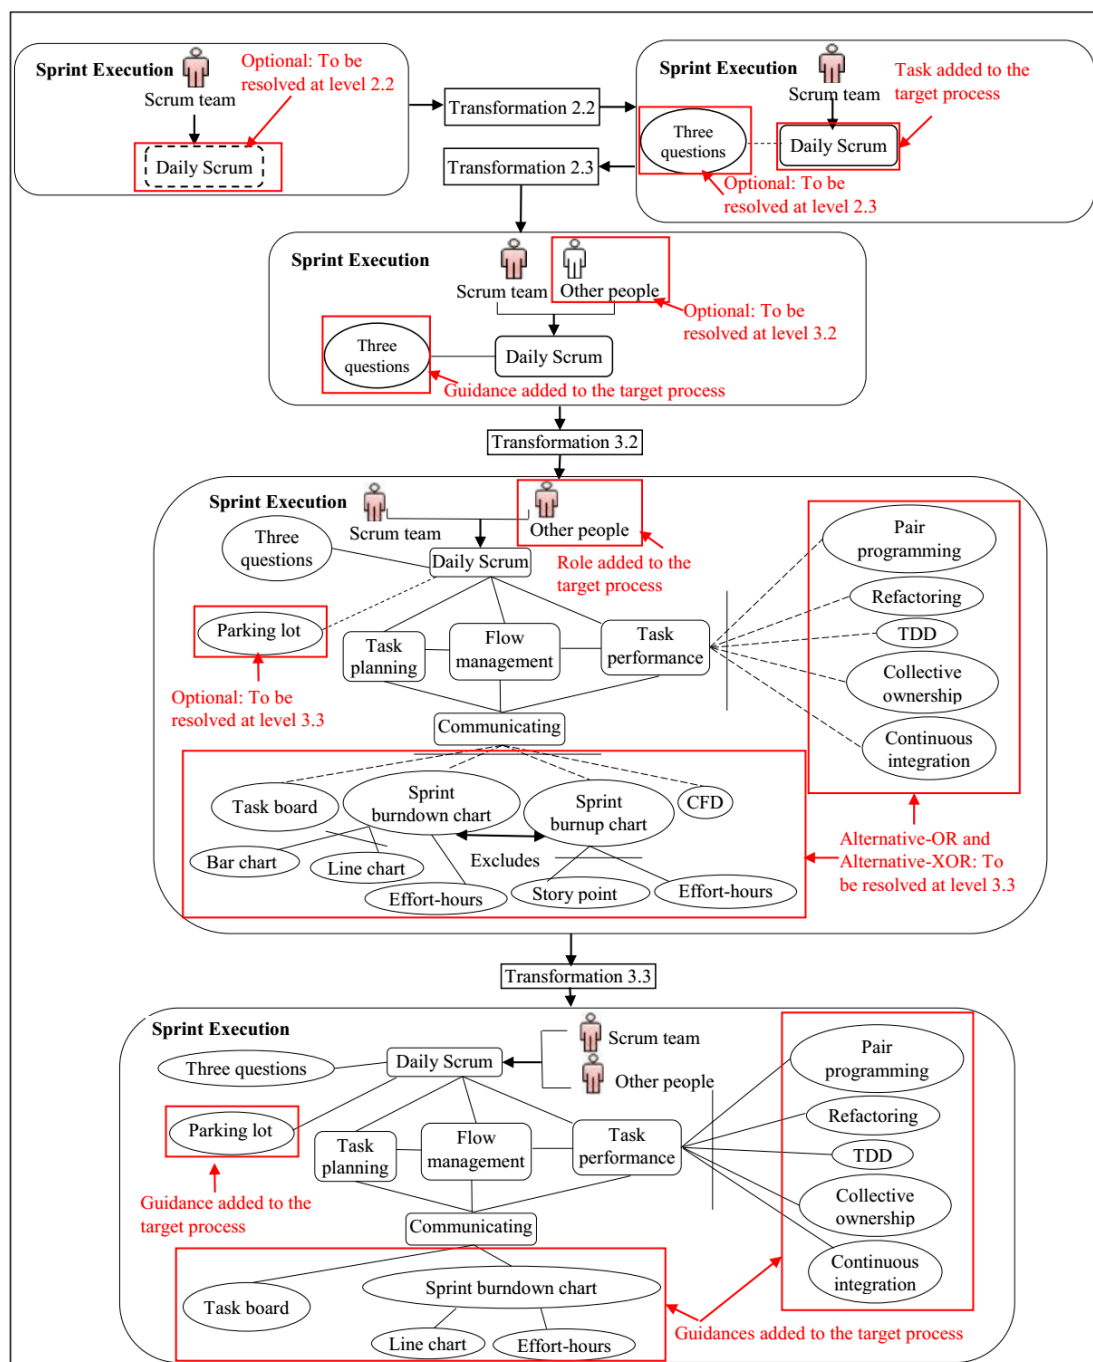 Sprint Execution
Scrum team
Optional: To be
resolved at level 2.2
Daily Scrum
Transformation 2.2
Transformation 2.3
Sprint Execution
Scrum team
Task added to the
target process
Three
questions
Daily Scrum
Optional: To be
resolved at level 2.3
Sprint Execution
Scrum team
Other people
Optional: To be
resolved at level 3.2
Three
questions
Daily Scrum
Guidance added to the target process
Transformation 3.2
Sprint Execution
Scrum team
Other people
Three
questions
Daily Scrum
Role added to the
target process
Pair
programming
Refactoring
TDD
Collective
ownership
Continuous
integration
Parking lot
Optional: To be
resolved at level 3.3
Task
planning
Flow
management
Task
performance
Communicating
Task board
Sprint
burndown chart
Sprint
burnup chart
CFD
Excludes
Bar chart
Line chart
Effort-hours
Story point
Effort-hours
Alternative-OR and
Alternative-XOR: To
be resolved at level 3.3
Transformation 3.3
Sprint Execution
Scrum team
Other people
Three questions
Daily Scrum
Pair
programming
Refactoring
TDD
Collective
ownership
Continuous
integration
Parking lot
Guidance added to the
target process
Task
planning
Flow
management
Task
performance
Communicating
Task board
Sprint burndown chart
Line chart
Effort-hours
Guidances added to the target process